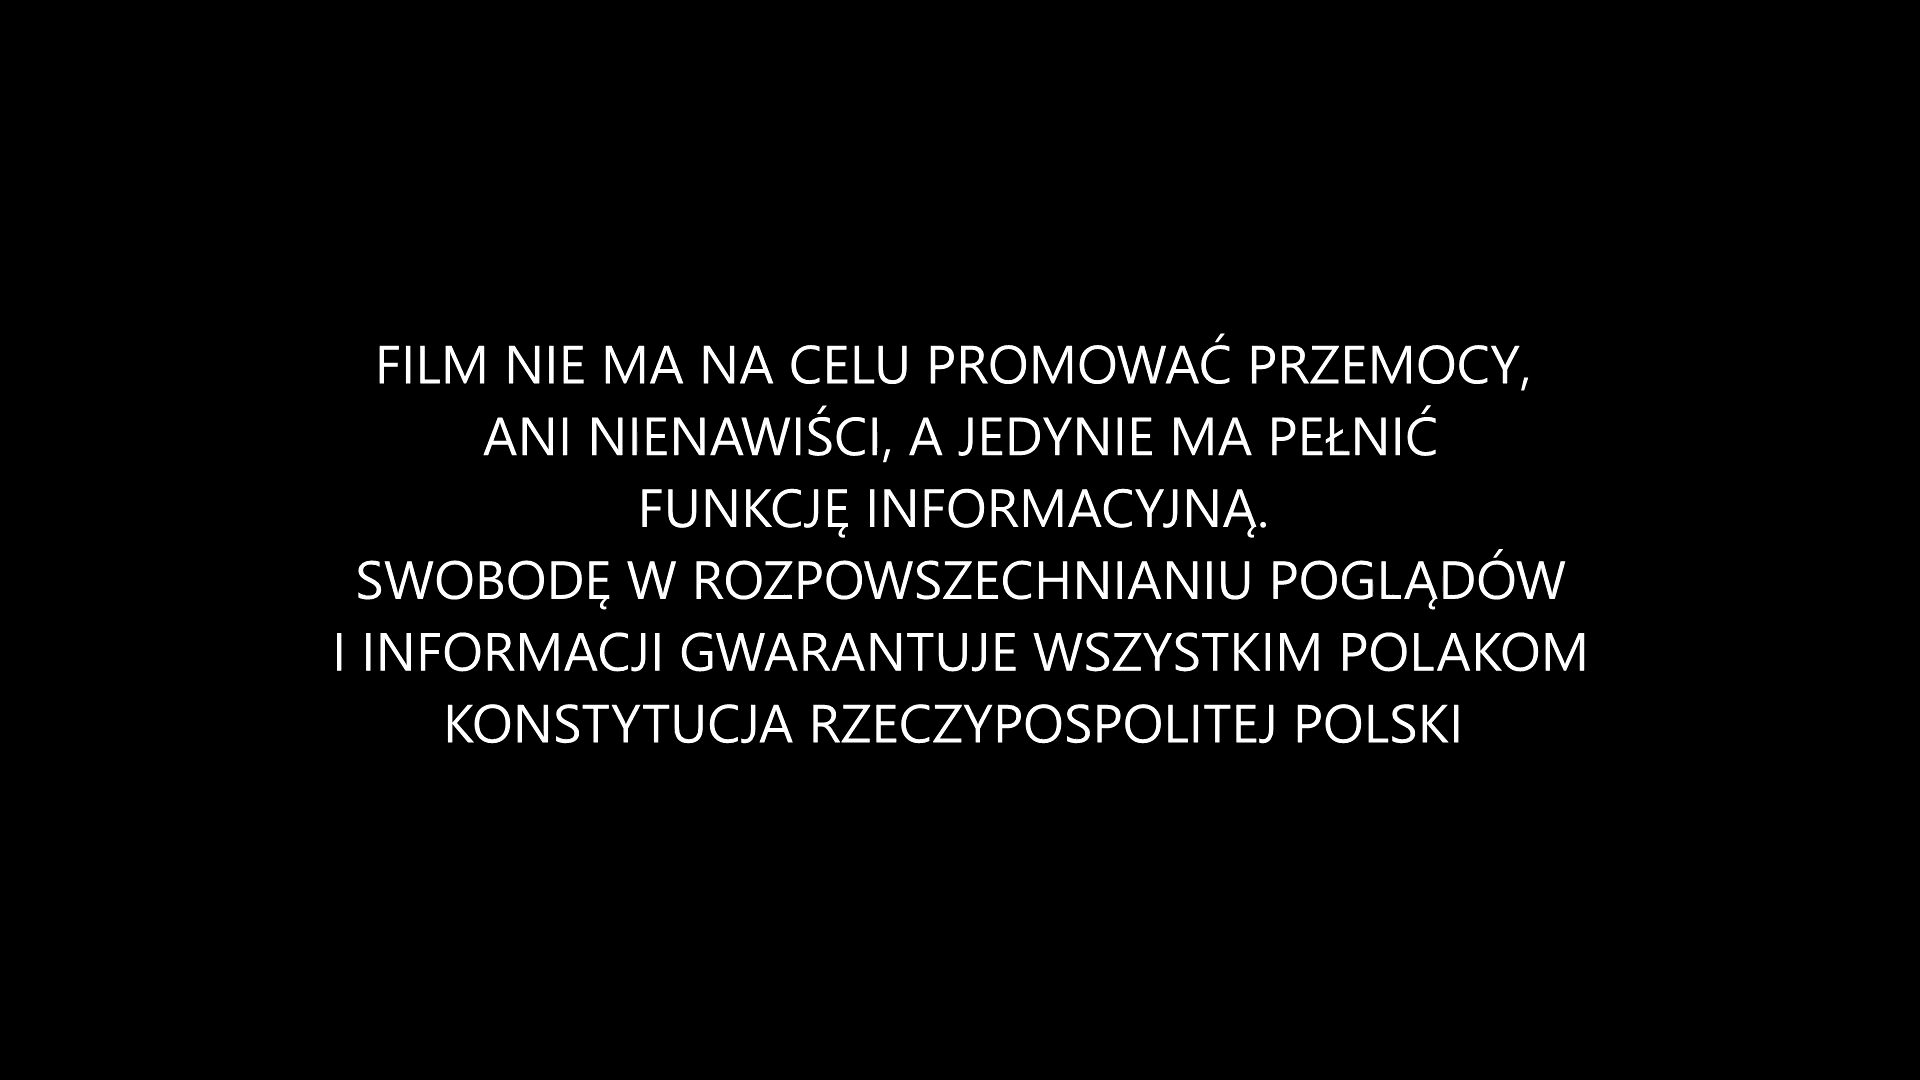 FILM NIE MA NA CELU PROMOWAĆ PRZEMOCY,
ANI NIENAWIŚCI, A JEDYNIE MA PEŁNIĆ
FUNKCJĘ INFORMACYJNĄ.
SWOBODĘ W ROZPOWSZECHNIANIU POGLĄDÓW
I INFORMACJI GWARANTUJE WSZYSTKIM POLAKOM
KONSTYTUCJA RZECZYPOSPOLITEJ POLSKI